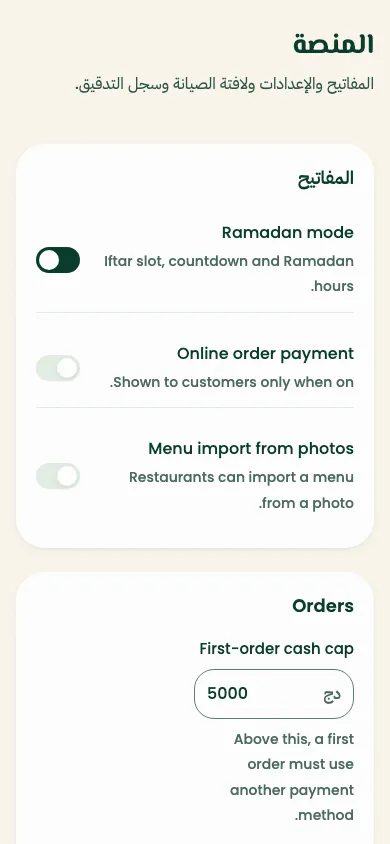 المنصة
المفاتيح والإعدادات ولافتة الصيانة وسجل التدقيق.
المفاتيح
Ramadan mode
Iftar slot, countdown and Ramadan
.hours
Online order payment
.Shown to customers only when on
Menu import from photos
Restaurants can import a menu
.from a photo
Orders
First-order cash cap
5000 دج
Above this, a first
order must use
another payment
.method